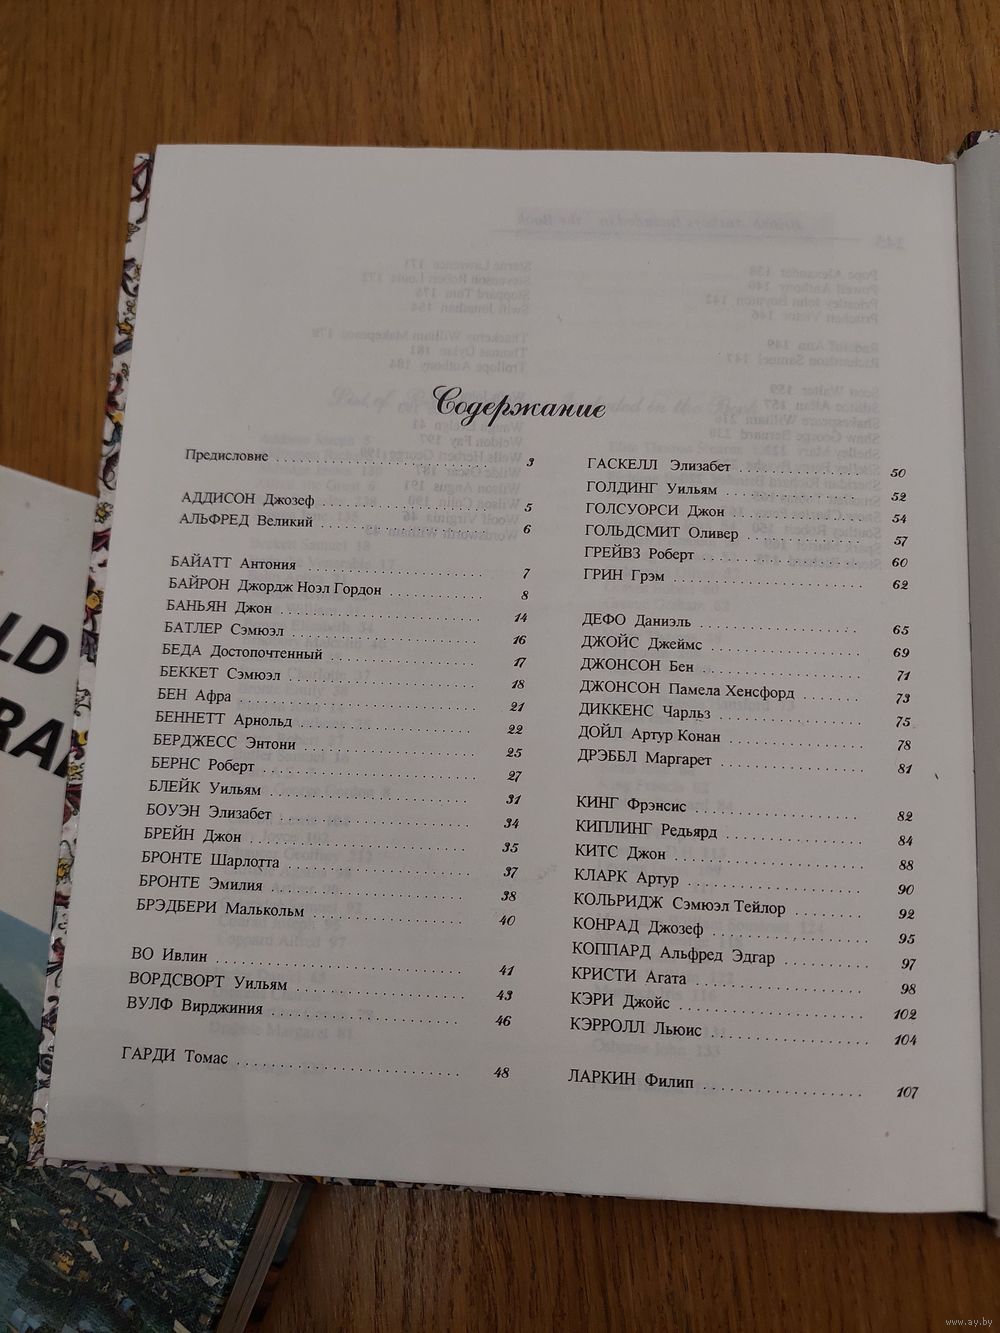 Содержание
Предисловие 3
АДДИСОН Джозеф 5
АЛЬФРЕД Великий 6
БАЙАТТ Антония 7
БАЙРОН Джордж Ноэл Гордон 8
БАНЬЯН Джон 14
БАТЛЕР Сэмюэл 16
БЕДА Достопочтенный 17
БЕККЕТ Сэмюэл 18
БЕН Афра 21
БЕННЕТТ Арнольд 22
БЕРДЖЕСС Энтони 25
БЕРНС Роберт 27
БЛЕЙК Уильям 31
БОУЭН Элизабет 34
БРЕЙН Джон 35
БРОНТЕ Шарлотта 37
БРОНТЕ Эмилия 38
БРЭДБЕРИ Малькольм 40
ВО Ивлин 41
ВОРДСВОРТ Уильям 43
ВУЛФ Вирджиния 46
ГАРДИ Томас 48
ГАСКЕЛЛ Элизабет 50
ГОЛДИНГ Уильям 52
ГОЛСУОРСИ Джон 54
ГОЛЬДСМИТ Оливер 57
ГРЕЙВЗ Роберт 60
ГРИН Грэм 62
ДЕФО Даниэль 65
ДЖОЙС Джеймс 69
ДЖОНСОН Бен 71
ДЖОНСОН Памела Хенсфорд 73
ДИККЕНС Чарльз 75
ДОЙЛ Артур Конан 78
ДРЭББЛ Маргарет 81
КИНГ Фрэнсис 82
КИПЛИНГ Редьярд 84
КИТС Джон 88
КЛАРК Артур 90
КОЛЬРИДЖ Сэмюэл Тейлор 92
КОНРАД Джозеф 95
КОППАРД Альфред Эдгар 97
КРИСТИ Агата 98
КЭРИ Джойс 102
КЭРРОЛЛ Льюис 104
ЛАРКИН Филип 107
www.ay.by